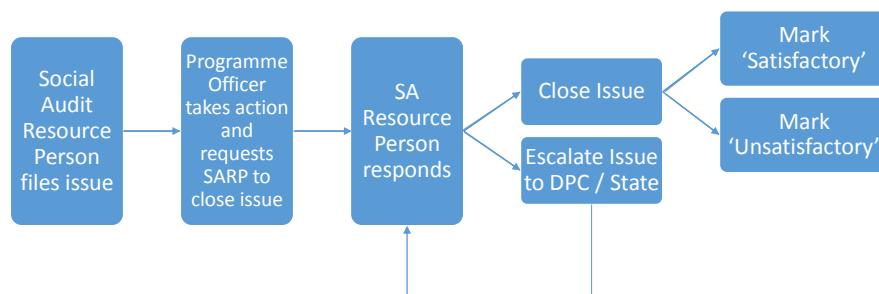 Social
Audit
Resource
Person
files issue
Programme
Officer
takes action
and
requests
SARP to
close issue
SA
Resource
Person
responds
Close Issue
Escalate Issue
to DPC / State
Mark
‘Satisfactory’
Mark
‘Unsatisfactory’